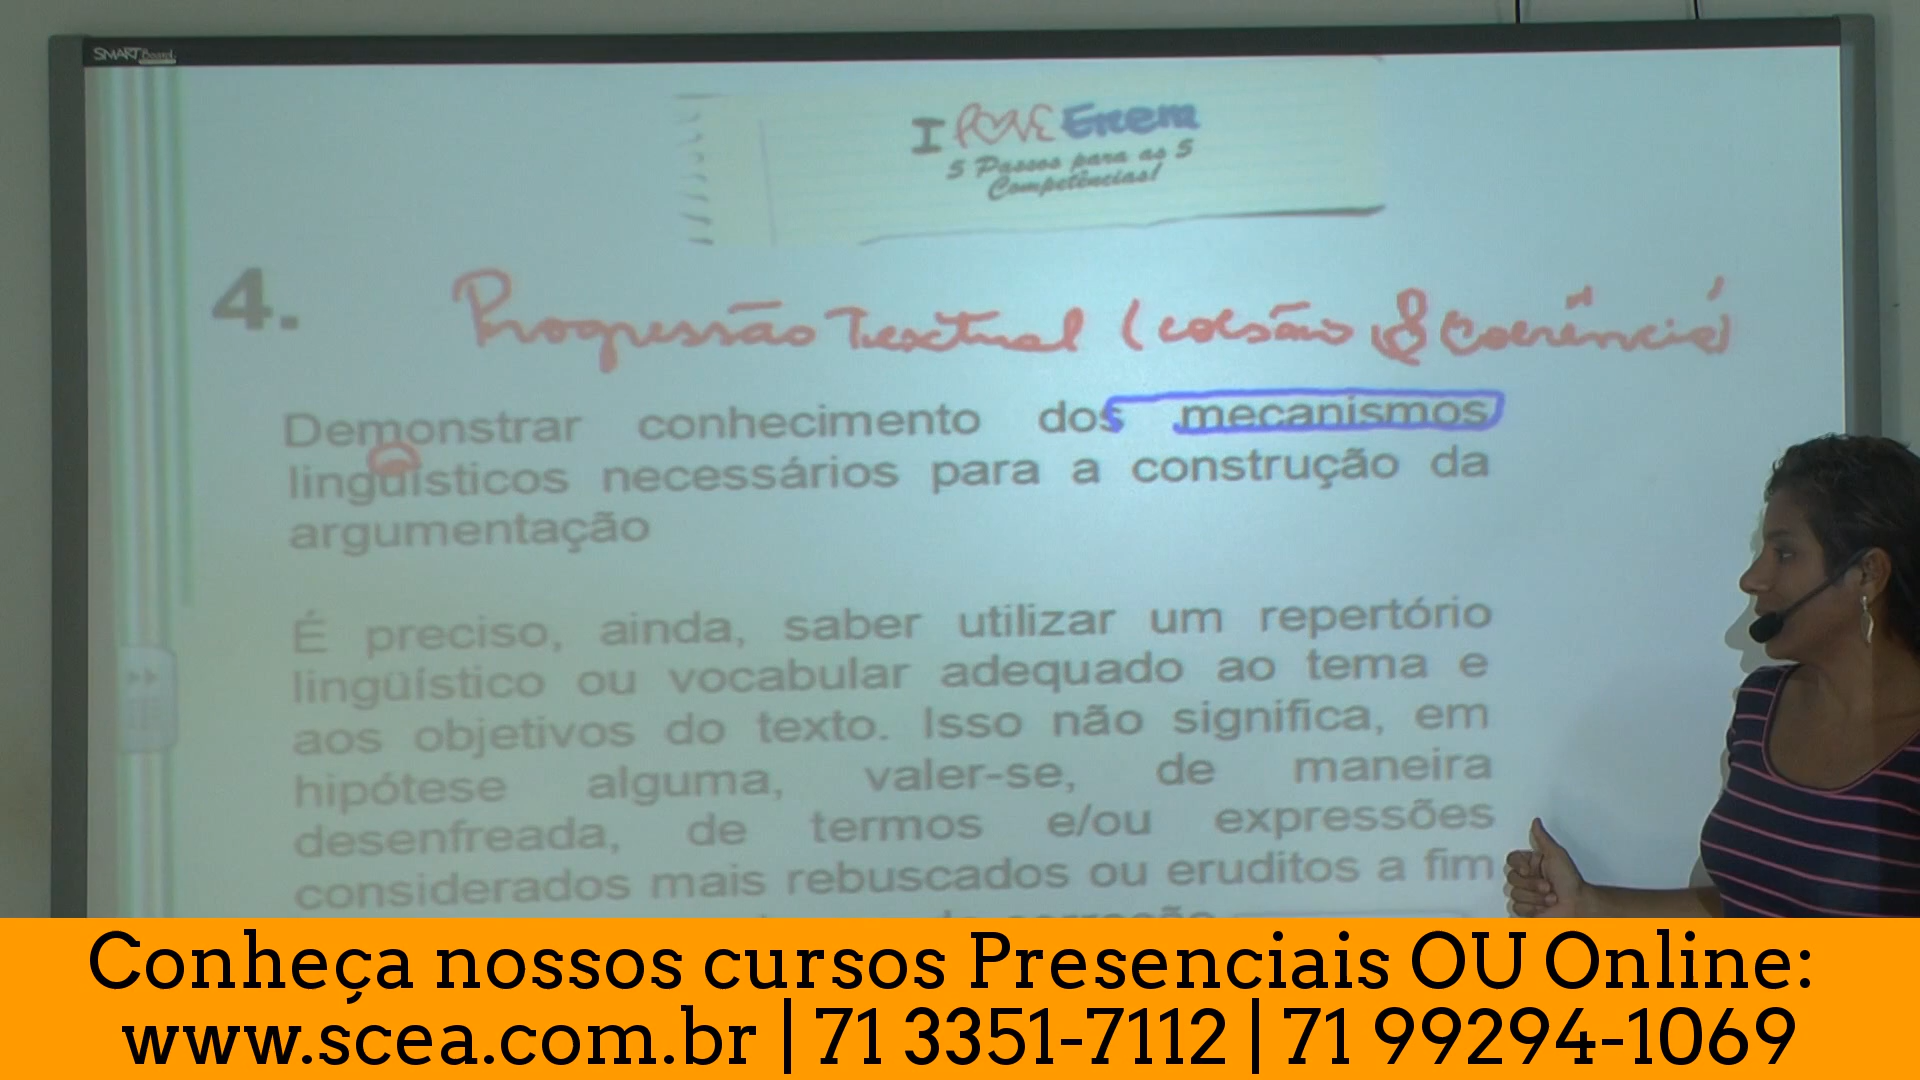 SMART Board
I LOVE Enem
5 Passos para as 5
Competências!
4.
Progressão Textual (coesão & coerência)
Demonstrar conhecimento dos mecanismos
lingüísticos necessários para a construção da
argumentação
É preciso, ainda, saber utilizar um repertório
lingüístico ou vocabular adequado ao tema e
aos objetivos do texto. Isso não significa, em
hipótese alguma, valer-se, de maneira
desenfreada, de termos e/ou expressões
considerados mais rebuscados ou eruditos a fim
Conheça nossos cursos Presenciais OU Online:
www.scea.com.br | 71 3351-7112 | 71 99294-1069